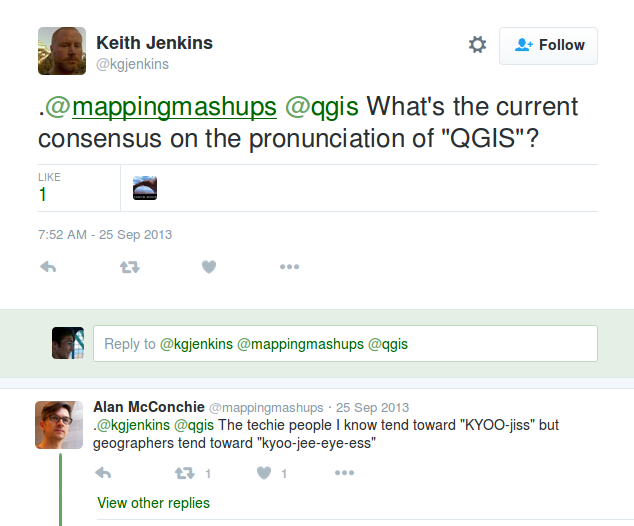 Keith Jenkins
@kgjenkins
Follow
.@mappingmashups @qgis What's the current
consensus on the pronunciation of "QGIS"?
LIKE
1
7:52 AM - 25 Sep 2013
Reply to @kgjenkins @mappingmashups @qgis
Alan McConchie @mappingmashups · 25 Sep 2013
.@kgjenkins @qgis The techie people I know tend toward "KYOO-jiss" but
geographers tend toward "kyoo-jee-eye-ess"
1 1
View other replies